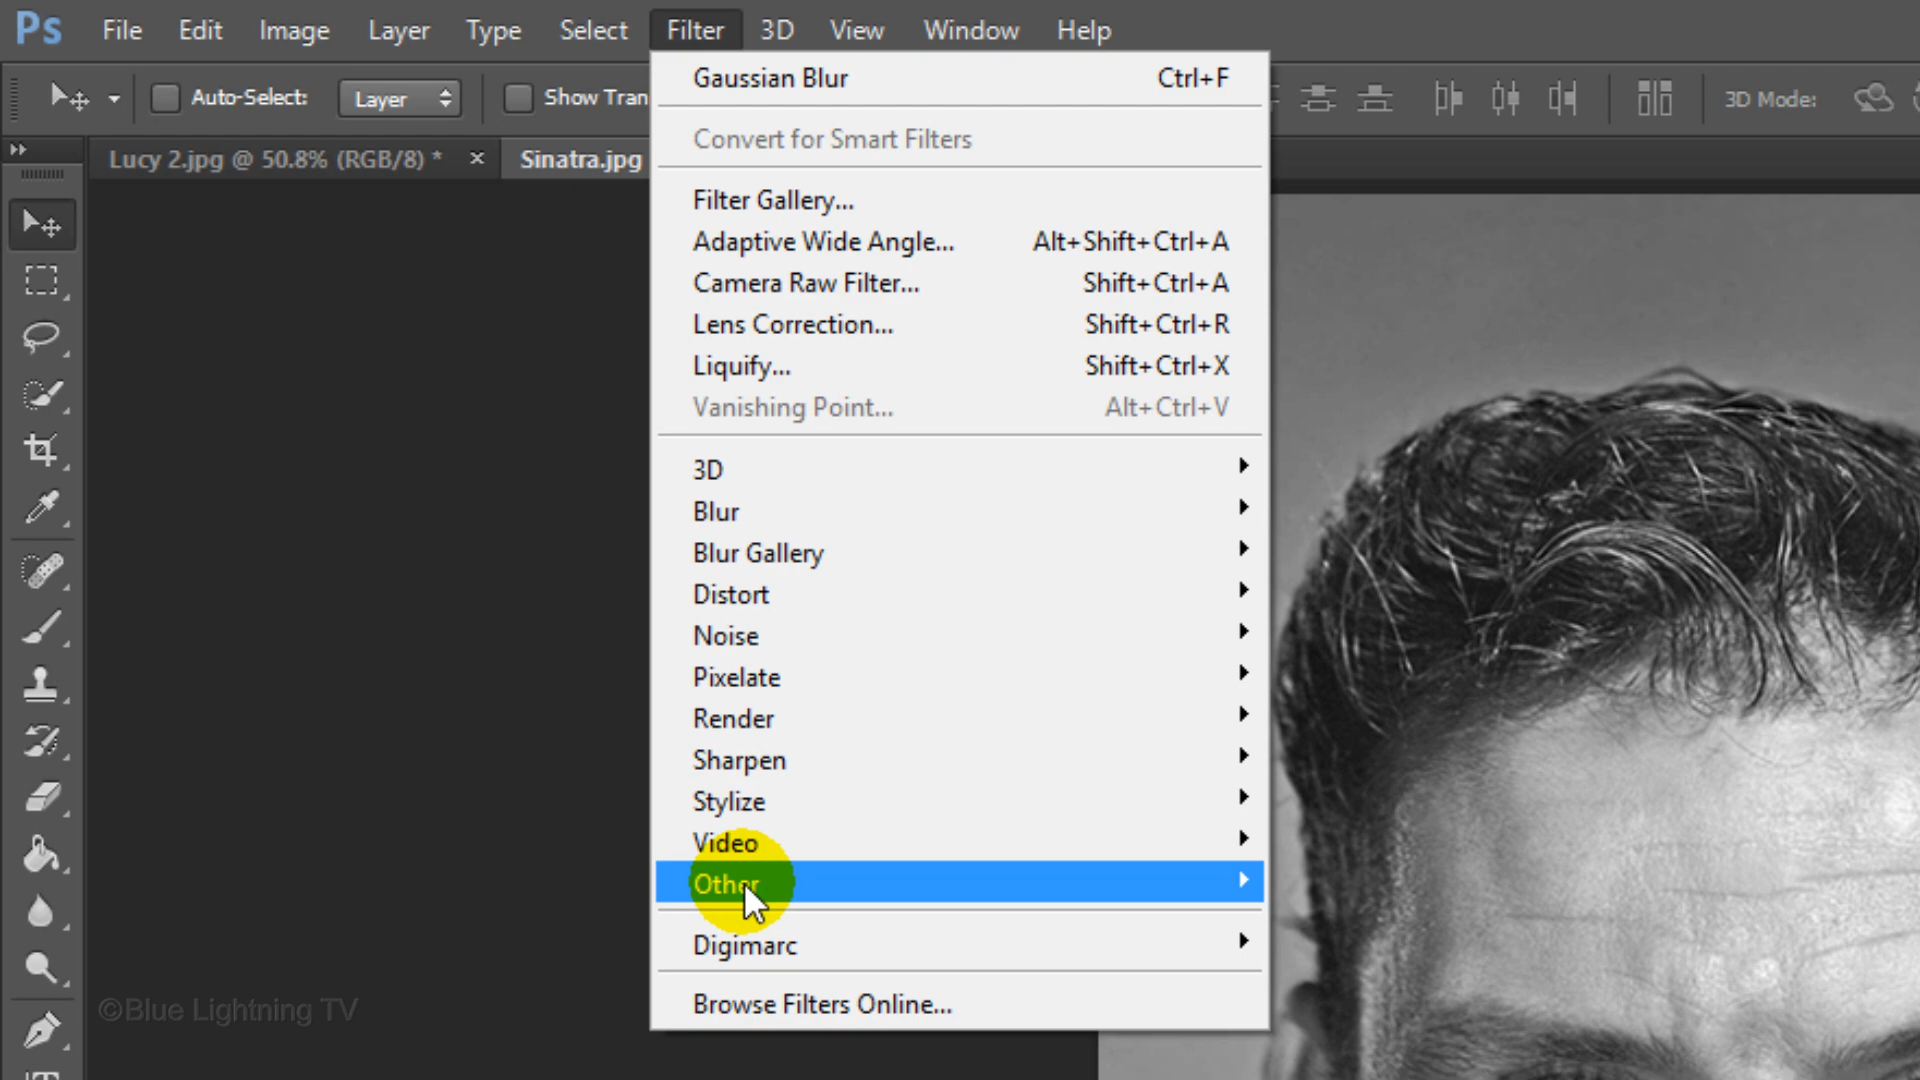 Ps File Edit Image Layer Type Select Filter 3D View Window Help
Auto-Select: Layer Show Tran 3D Mode:
Lucy 2.jpg @ 50.8% (RGB/8) * × Sinatra.jpg
Gaussian Blur Ctrl+F
Convert for Smart Filters
Filter Gallery...
Adaptive Wide Angle... Alt+Shift+Ctrl+A
Camera Raw Filter... Shift+Ctrl+A
Lens Correction... Shift+Ctrl+R
Liquify... Shift+Ctrl+X
Vanishing Point... Alt+Ctrl+V
3D
Blur
Blur Gallery
Distort
Noise
Pixelate
Render
Sharpen
Stylize
Video
Other
Digimarc
Browse Filters Online...
©Blue Lightning TV